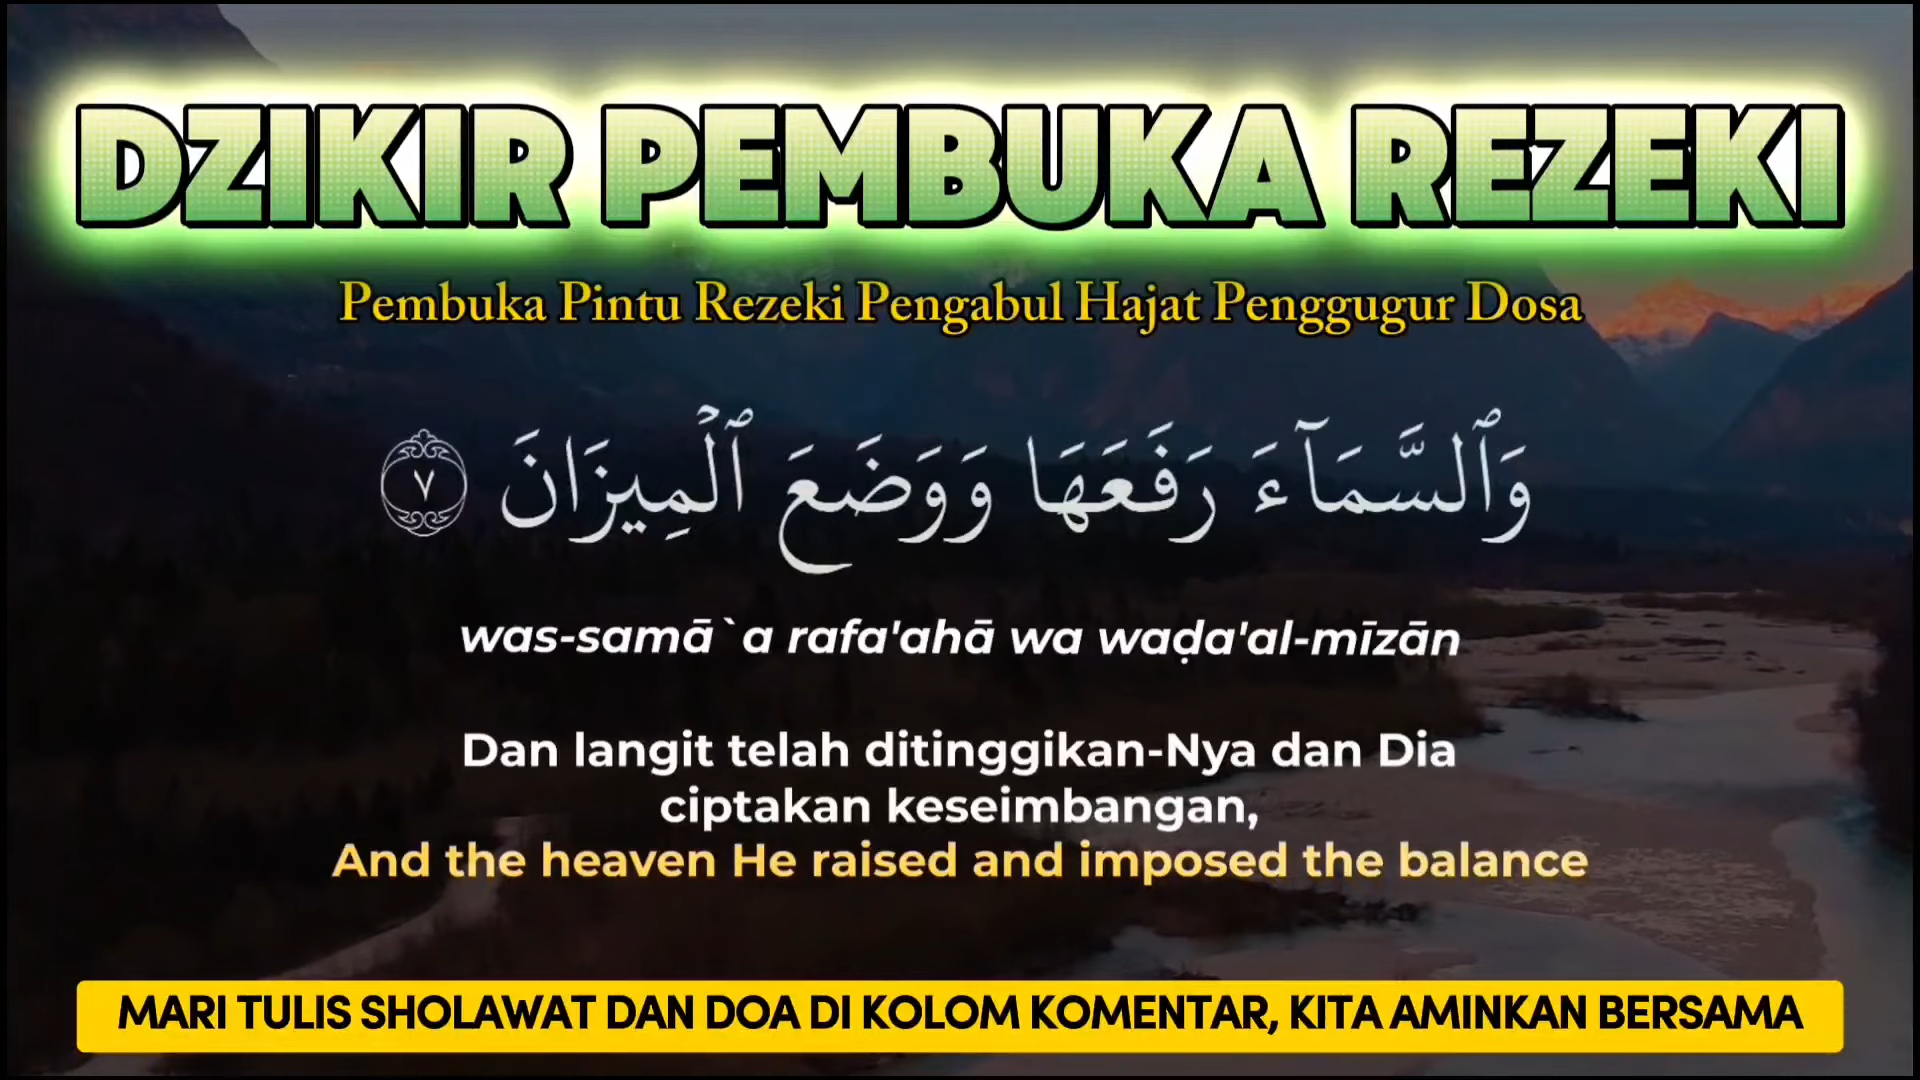 DZIKIR PEMBUKA REZEKI
Pembuka Pintu Rezeki Pengabul Hajat Penggugur Dosa
وَٱلسَّمَآءَ رَفَعَهَا وَوَضَعَ ٱلْمِيزَانَ ٧
was-samā`a rafa'ahā wa waḍa'al-mīzān
Dan langit telah ditinggikan-Nya dan Dia
ciptakan keseimbangan,
And the heaven He raised and imposed the balance
MARI TULIS SHOLAWAT DAN DOA DI KOLOM KOMENTAR, KITA AMINKAN BERSAMA